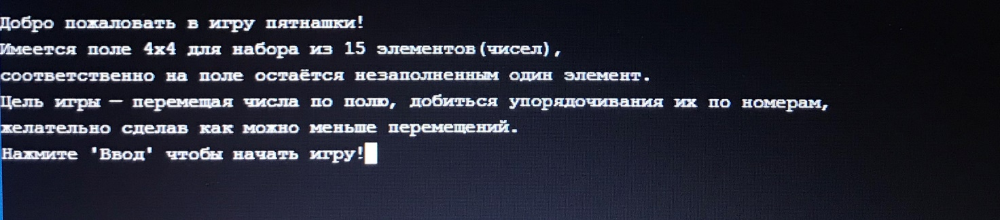 Добро пожаловать в игру пятнашки!
Имеется поле 4x4 для набора из 15 элементов(чисел),
соответственно на поле остаётся незаполненным один элемент.
Цель игры — перемещая числа по полю, добиться упорядочивания их по номерам,
желательно сделав как можно меньше перемещений.
Нажмите 'Ввод' чтобы начать игру!